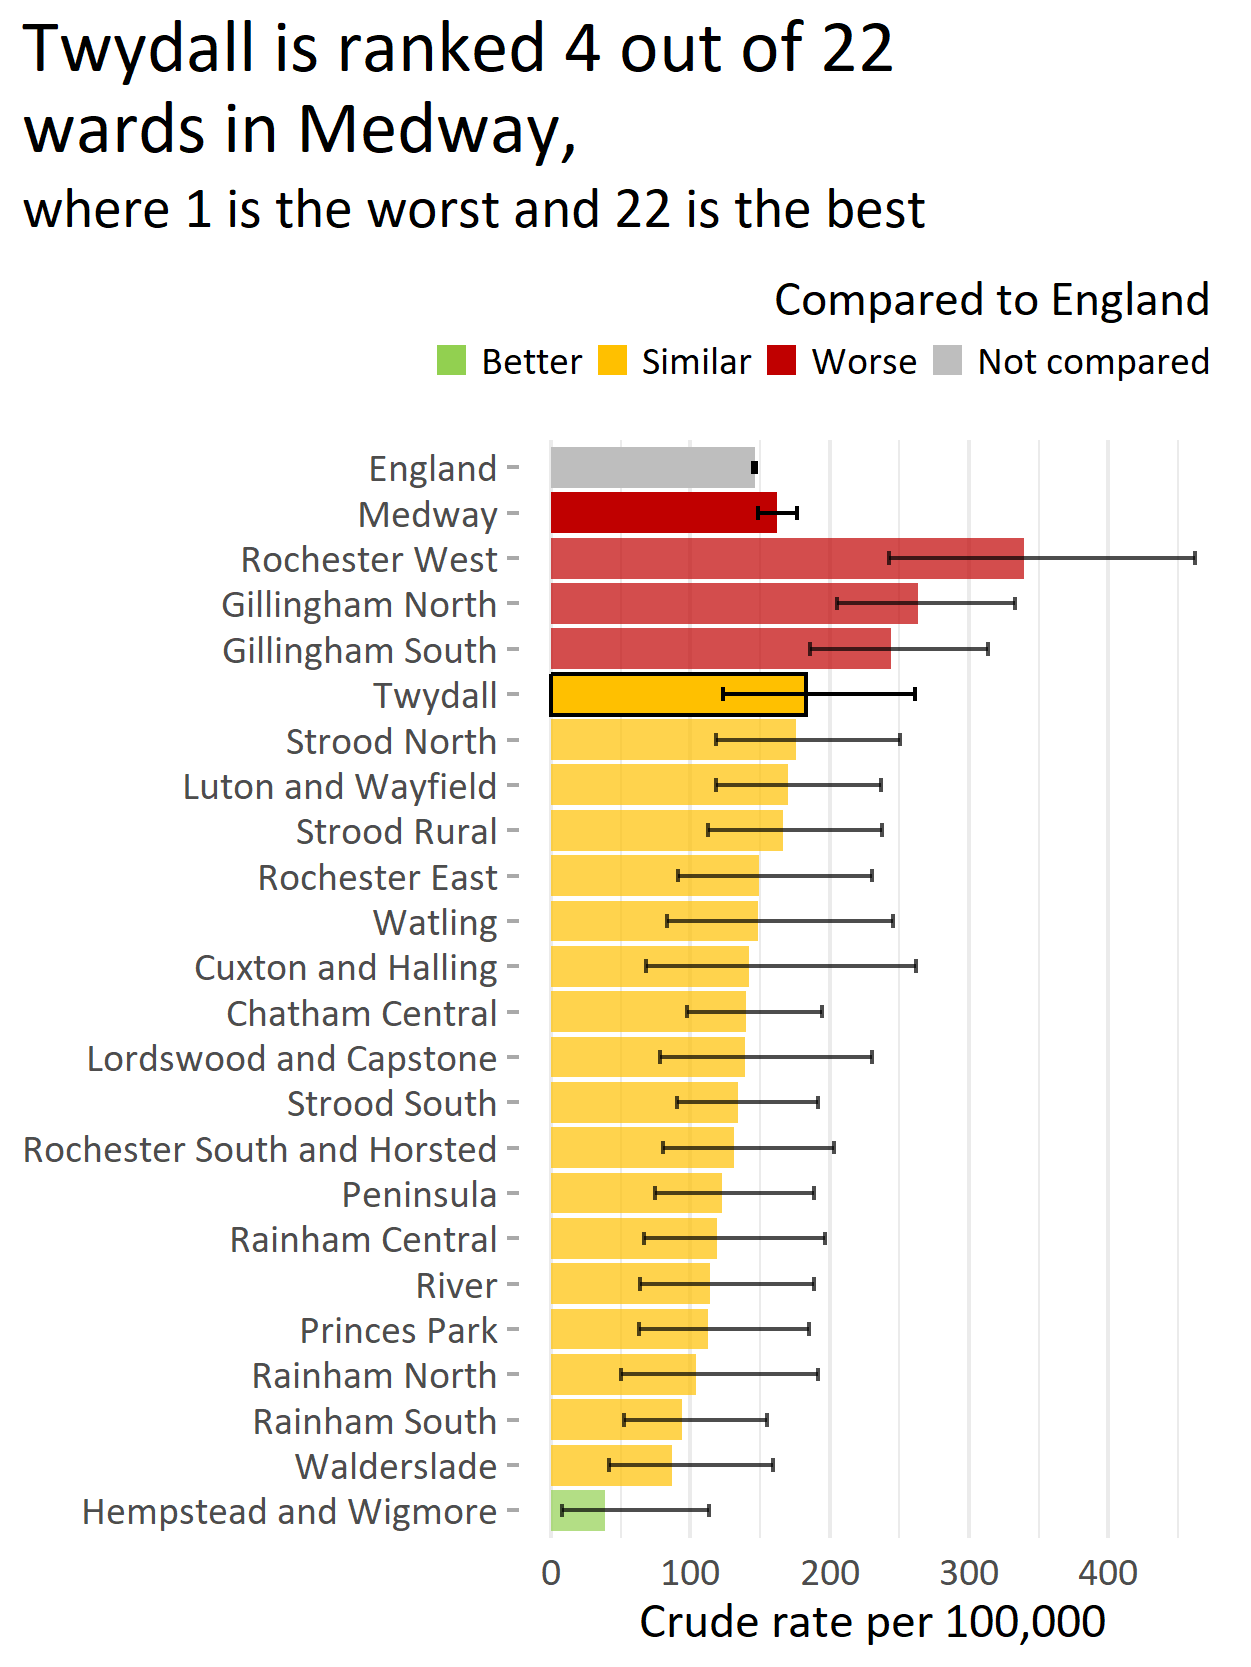 Twydall is ranked 4 out of 22
wards in Medway,
where 1 is the worst and 22 is the best
Compared to England
Better Similar Worse Not compared
England
Medway
Rochester West
Gillingham North
Gillingham South
Twydall
Strood North
Luton and Wayfield
Strood Rural
Rochester East
Watling
Cuxton and Halling
Chatham Central
Lordswood and Capstone
Strood South
Rochester South and Horsted
Peninsula
Rainham Central
River
Princes Park
Rainham North
Rainham South
Walderslade
Hempstead and Wigmore
0 100 200 300 400
Crude rate per 100,000